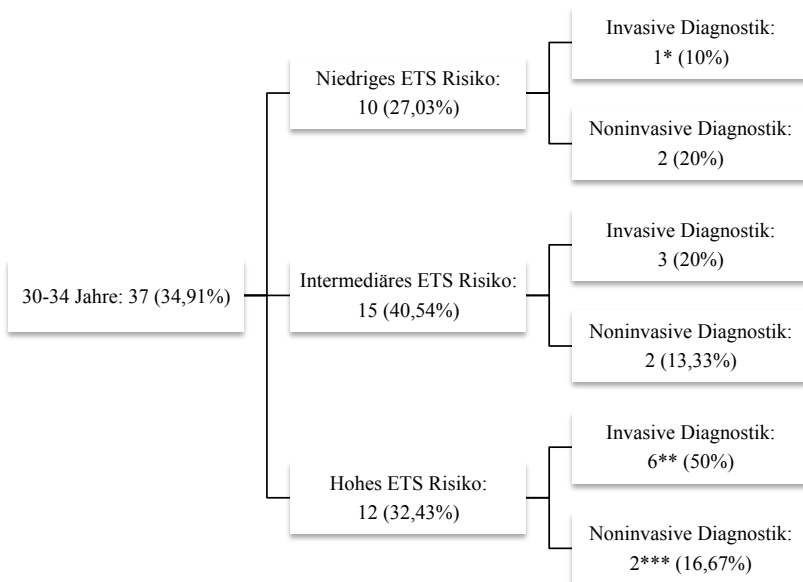 30-34 Jahre: 37 (34,91%)
Niedriges ETS Risiko:
10 (27,03%)
Invasive Diagnostik:
1* (10%)
Noninvasive Diagnostik:
2 (20%)
Intermediäres ETS Risiko:
15 (40,54%)
Invasive Diagnostik:
3 (20%)
Noninvasive Diagnostik:
2 (13,33%)
Hohes ETS Risiko:
12 (32,43%)
Invasive Diagnostik:
6** (50%)
Noninvasive Diagnostik:
2*** (16,67%)